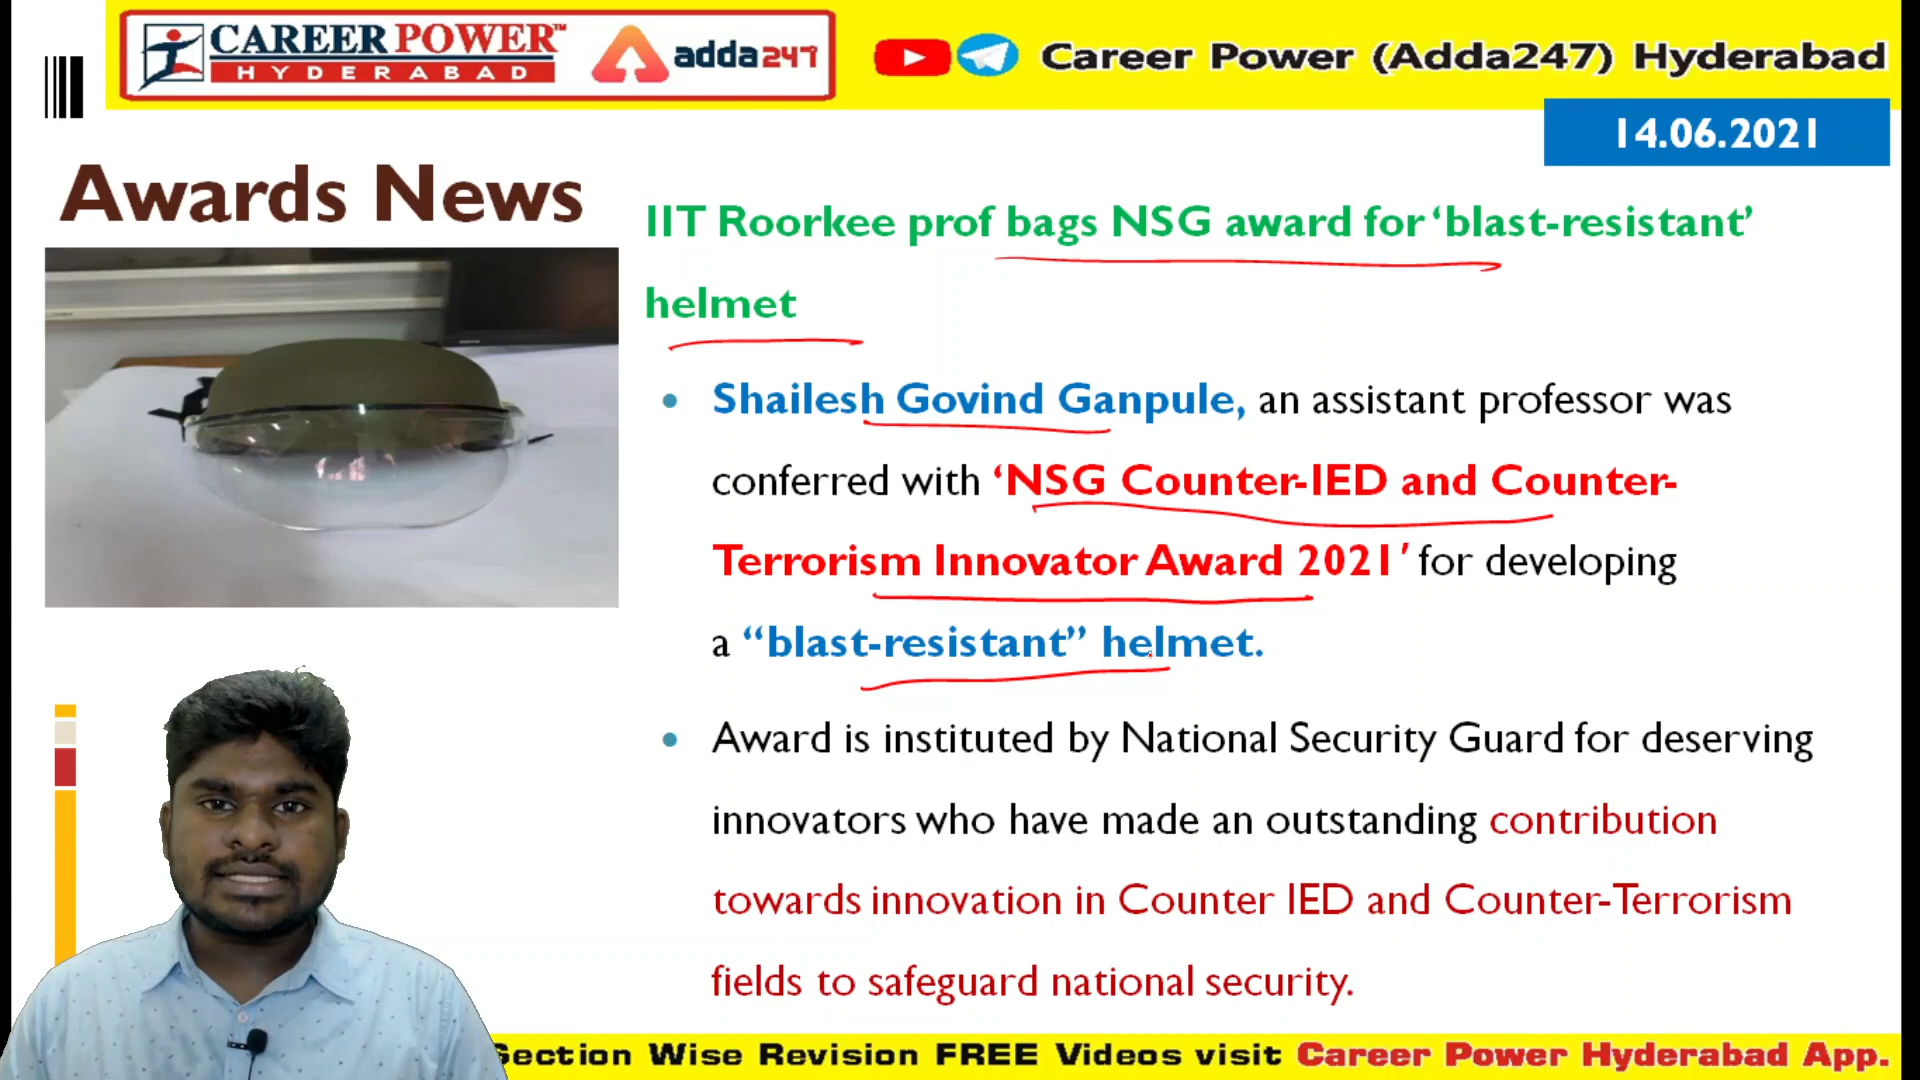 CAREER POWER™
HYDERABAD
adda247
Career Power (Adda247) Hyderabad
14.06.2021
Awards News
IIT Roorkee prof bags NSG award for ‘blast-resistant’
helmet
• Shailesh Govind Ganpule, an assistant professor was
conferred with ‘NSG Counter-IED and Counter-
Terrorism Innovator Award 2021’ for developing
a “blast-resistant” helmet.
• Award is instituted by National Security Guard for deserving
innovators who have made an outstanding contribution
towards innovation in Counter IED and Counter-Terrorism
fields to safeguard national security.
Section Wise Revision FREE Videos visit Career Power Hyderabad App.